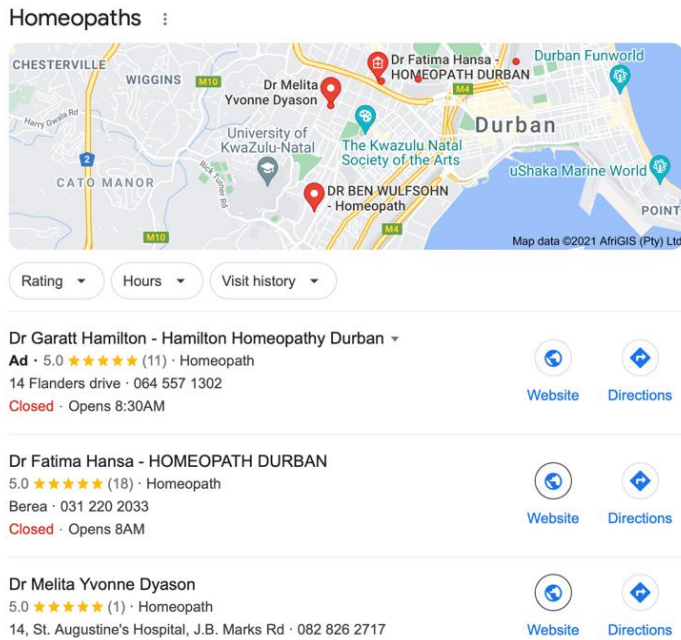 Homeopaths
CHESTERVILLE
WIGGINS
M10
Dr Melita
Yvonne Dyason
Dr Fatima Hansa -
HOMEOPATH DURBAN
Durban Funworld
M4
Harry Gwala Rd
University of
KwaZulu-Natal
The Kwazulu Natal
Society of the Arts
Durban
2
CATO MANOR
Rick Turner Rd
uShaka Marine World
DR BEN WULFSOHN
- Homeopath
POINT
M10
M4
Map data ©2021 AfriGIS (Pty) Ltd
Rating
Hours
Visit history
Dr Garatt Hamilton - Hamilton Homeopathy Durban
Ad · 5.0 ★★★★★ (11) · Homeopath
14 Flanders drive · 064 557 1302
Closed · Opens 8:30AM
Website
Directions
Dr Fatima Hansa - HOMEOPATH DURBAN
5.0 ★★★★★ (18) · Homeopath
Berea · 031 220 2033
Closed · Opens 8AM
Website
Directions
Dr Melita Yvonne Dyason
5.0 ★★★★★ (1) · Homeopath
14, St. Augustine's Hospital, J.B. Marks Rd · 082 826 2717
Website
Directions